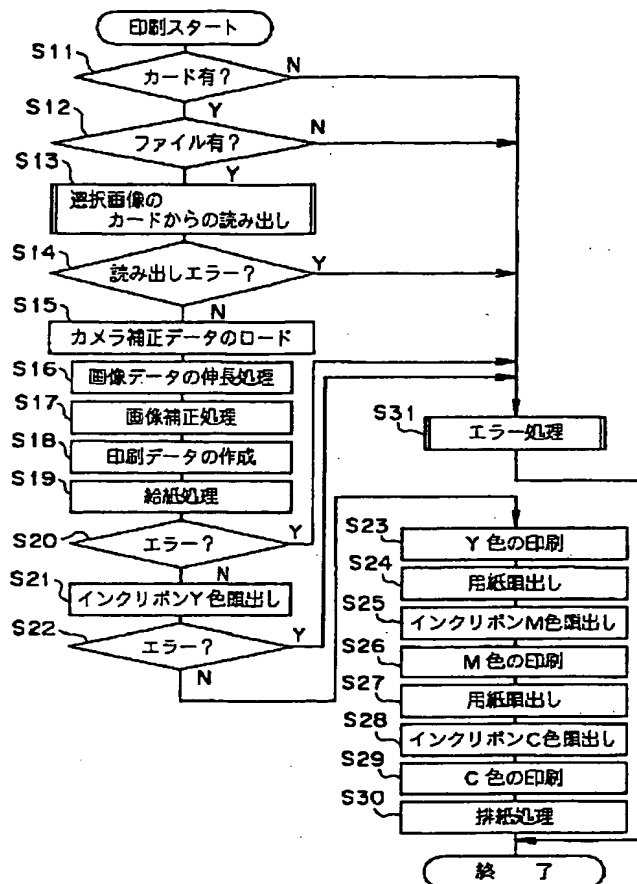 印刷スタート
S11
カード有？
N
Y
S12
ファイル有？
N
Y
S13
選択画像の
カードからの読み出し
S14
読み出しエラー？
Y
N
S15
カメラ補正データのロード
S16
画像データの伸長処理
S17
画像補正処理
S18
印刷データの作成
S19
給紙処理
S20
エラー？
Y
N
S21
インクリボンY色頭出し
S22
エラー？
Y
N
S31
エラー処理
S23
Y色の印刷
S24
用紙頭出し
S25
インクリボンM色頭出し
S26
M色の印刷
S27
用紙頭出し
S28
インクリボンC色頭出し
S29
C色の印刷
S30
排紙処理
終了